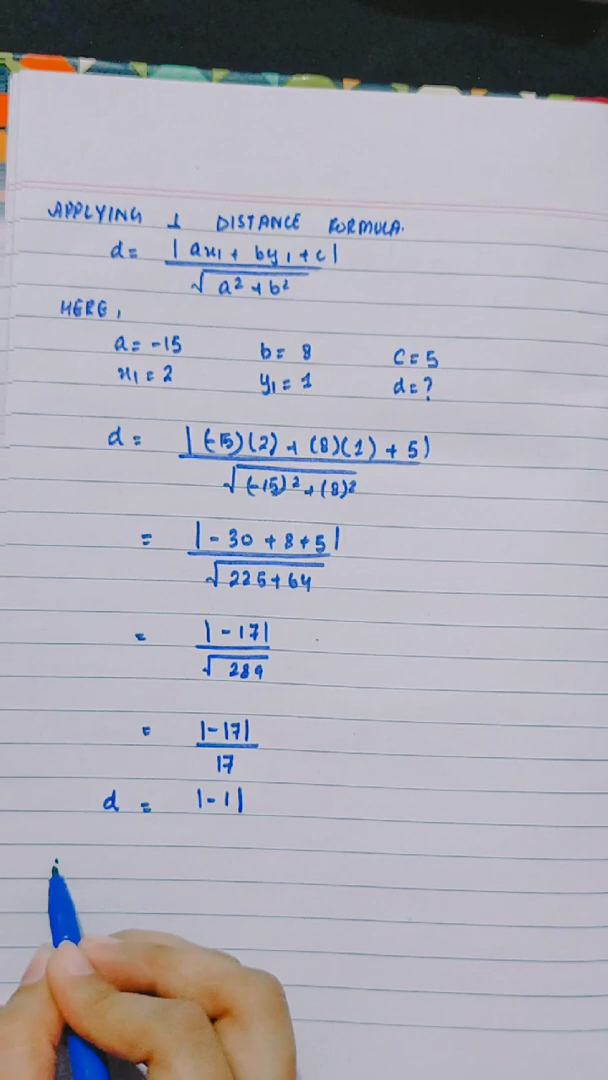 APPLYING ⊥ DISTANCE FORMULA.
d = |ax₁ + by₁ + c|
√a² + b²
HERE,
a = -15 b = 8 c = 5
x₁ = 2 y₁ = 1 d = ?
d = |(-15)(2) + (8)(1) + 5|
√(-15)² + (8)²
= |-30 + 8 + 5|
√225 + 64
= |-17|
√289
= |-17|
17
d = |-1|